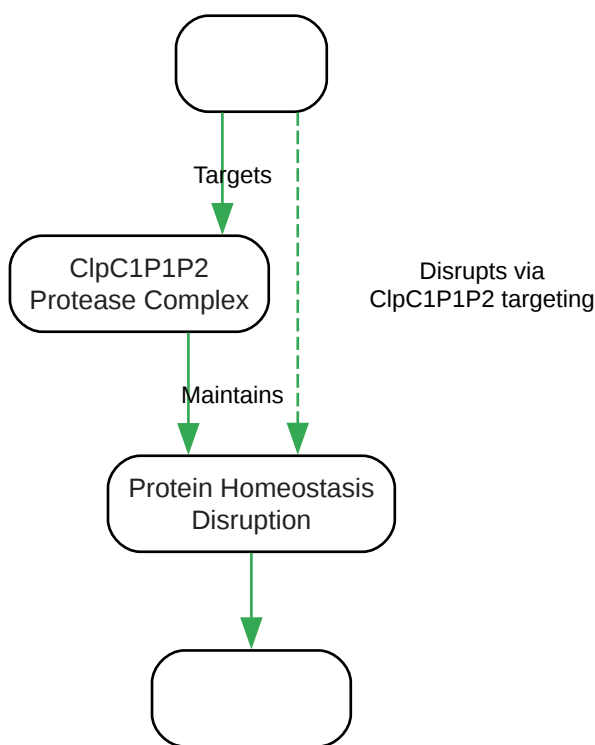 Targets
ClpC1P1P2
Protease Complex
Disrupts via
ClpC1P1P2 targeting
Maintains
Protein Homeostasis
Disruption